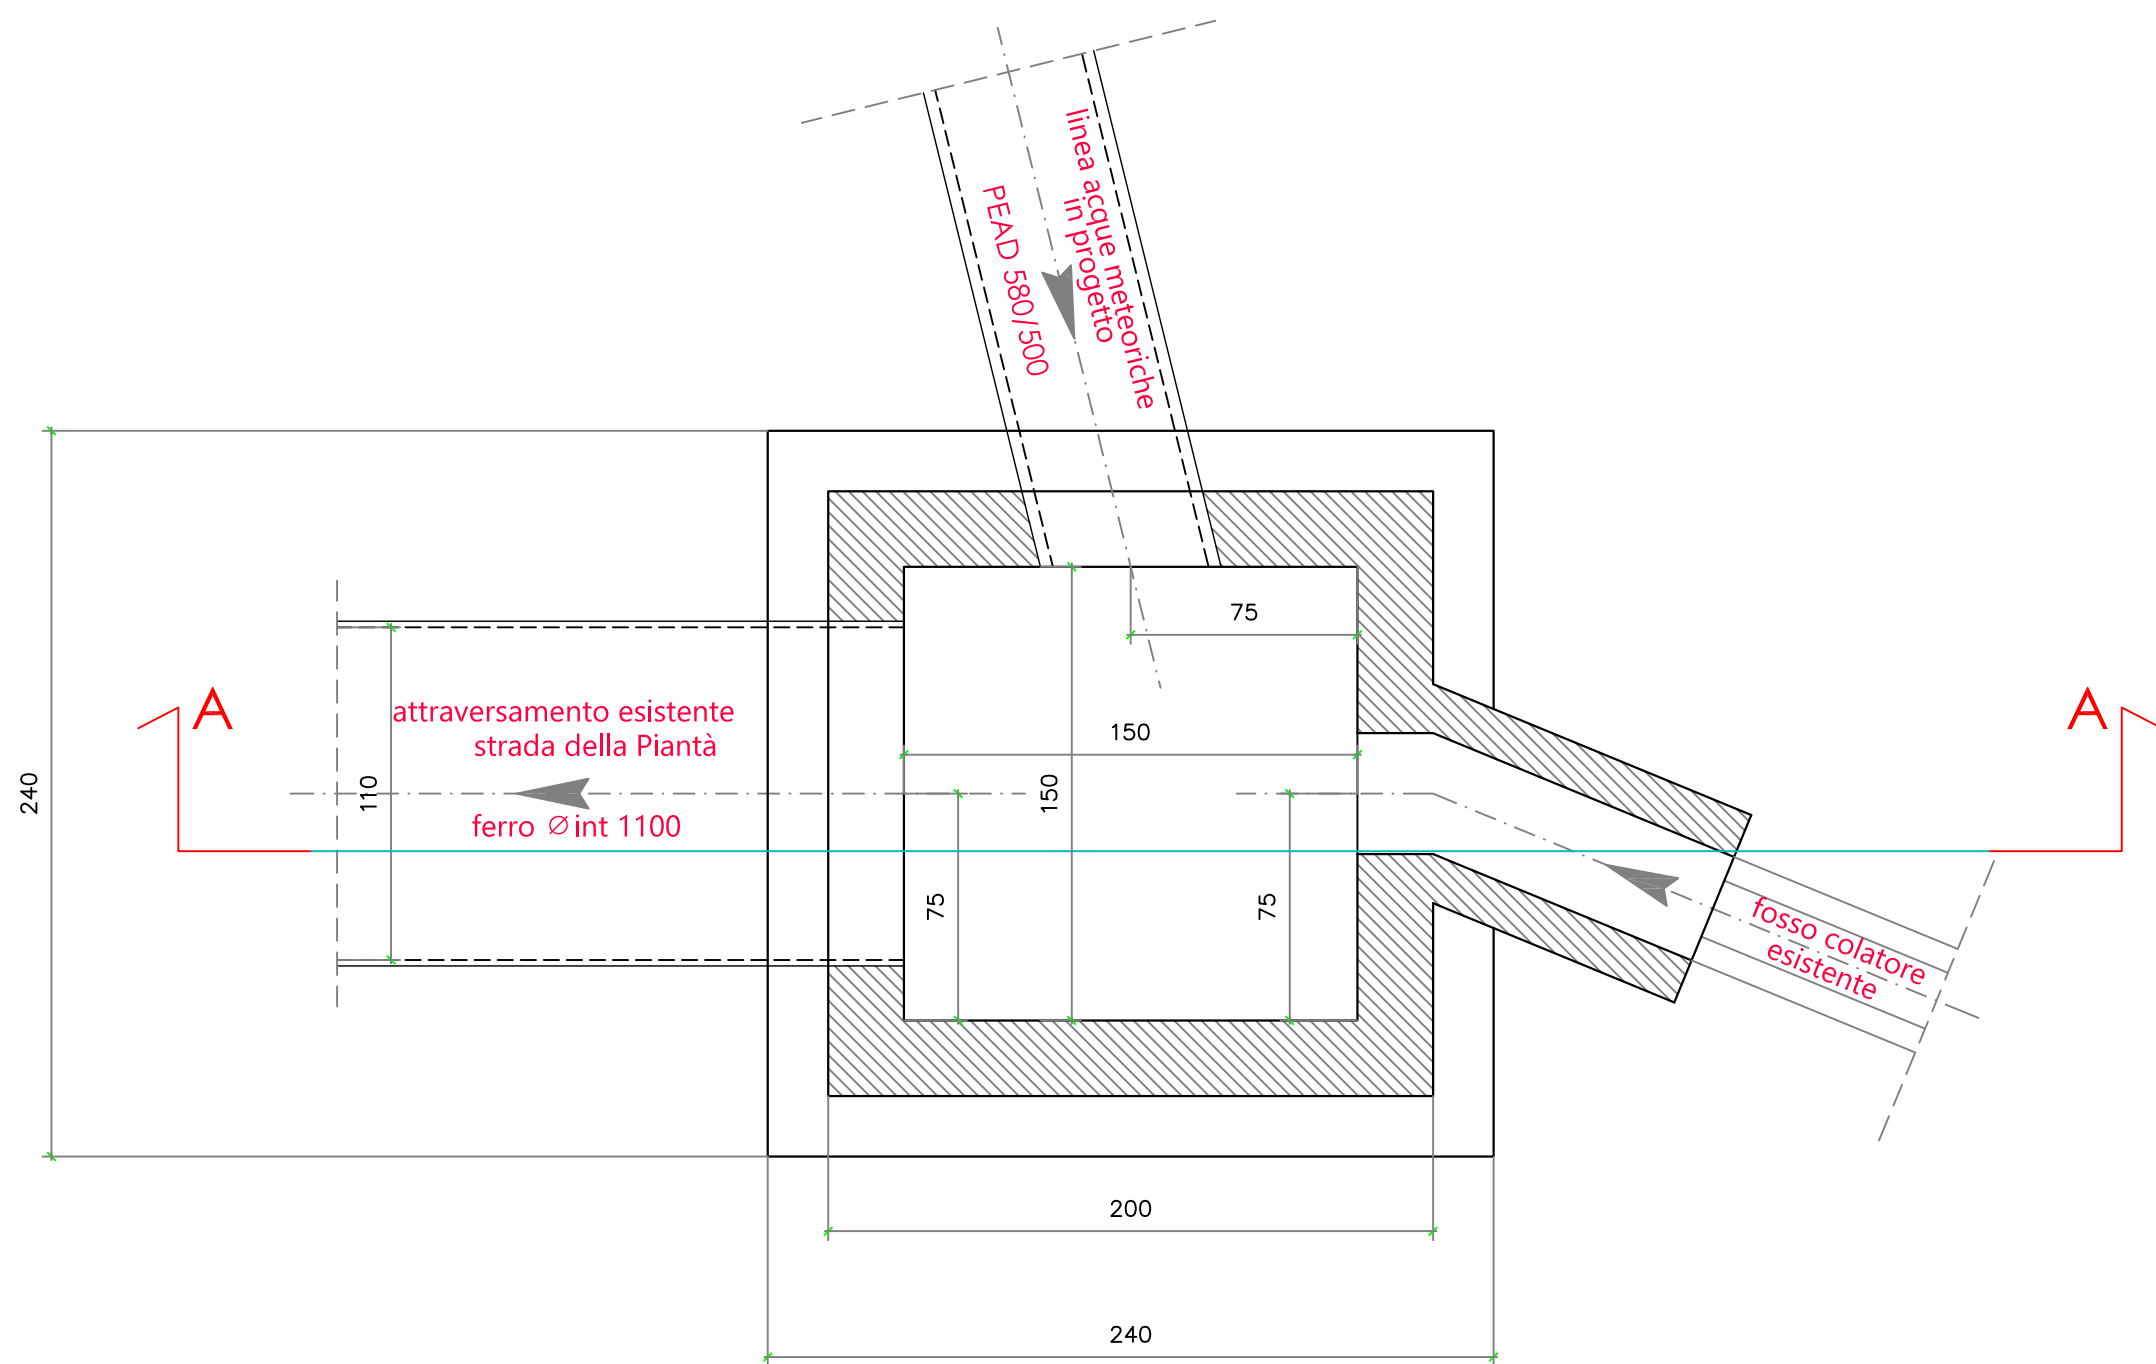 linea acque meteoriche
in progetto
PEAD 580/500
75
A
attraversamento esistente
strada della Piantà
A
150
240
110
150
ferro ∅ int 1100
75
75
fosso colatore
esistente
200
240